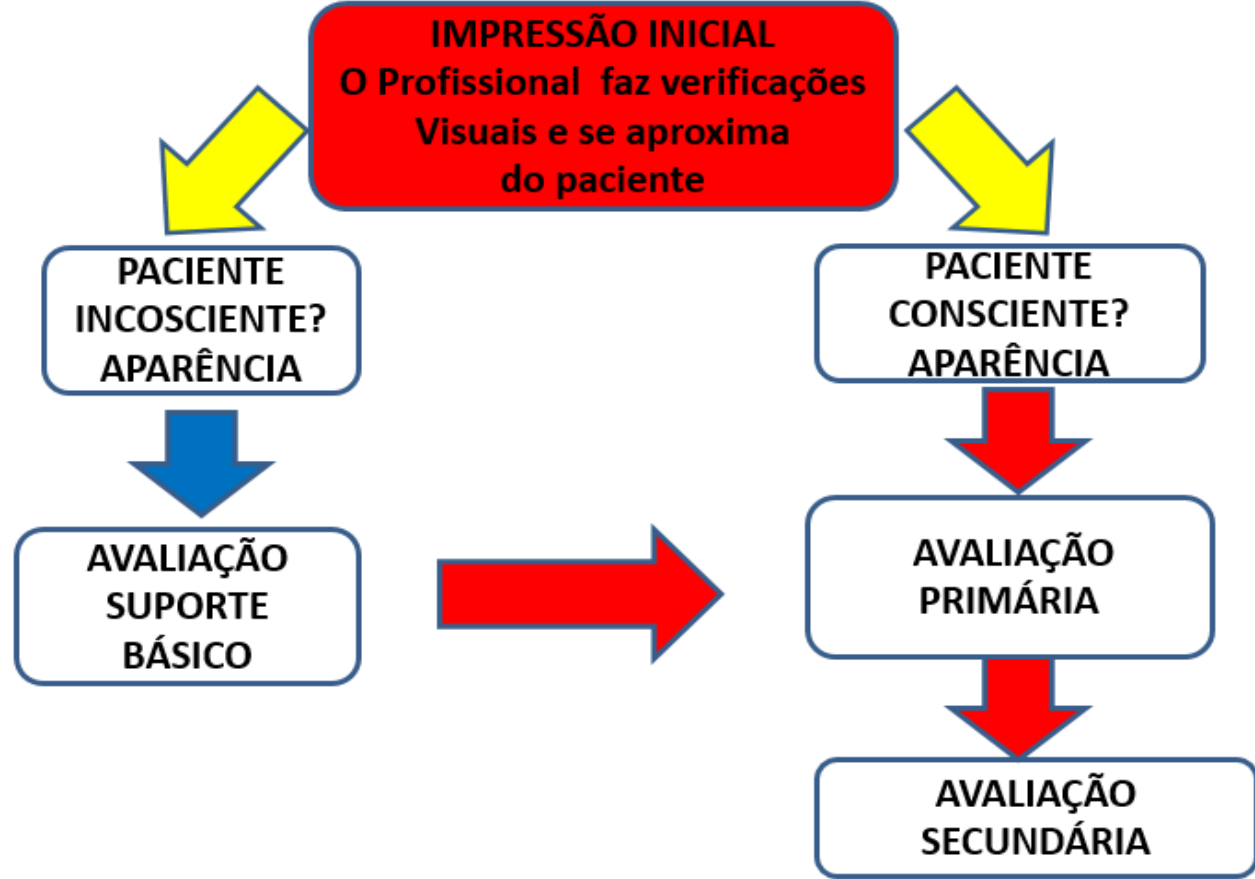 IMPRESSÃO INICIAL
O Profissional faz verificações
Visuais e se aproxima
do paciente
PACIENTE
INCOSCIENTE?
APARÊNCIA
PACIENTE
CONSCIENTE?
APARÊNCIA
AVALIAÇÃO
SUPORTE
BÁSICO
AVALIAÇÃO
PRIMÁRIA
AVALIAÇÃO
SECUNDÁRIA